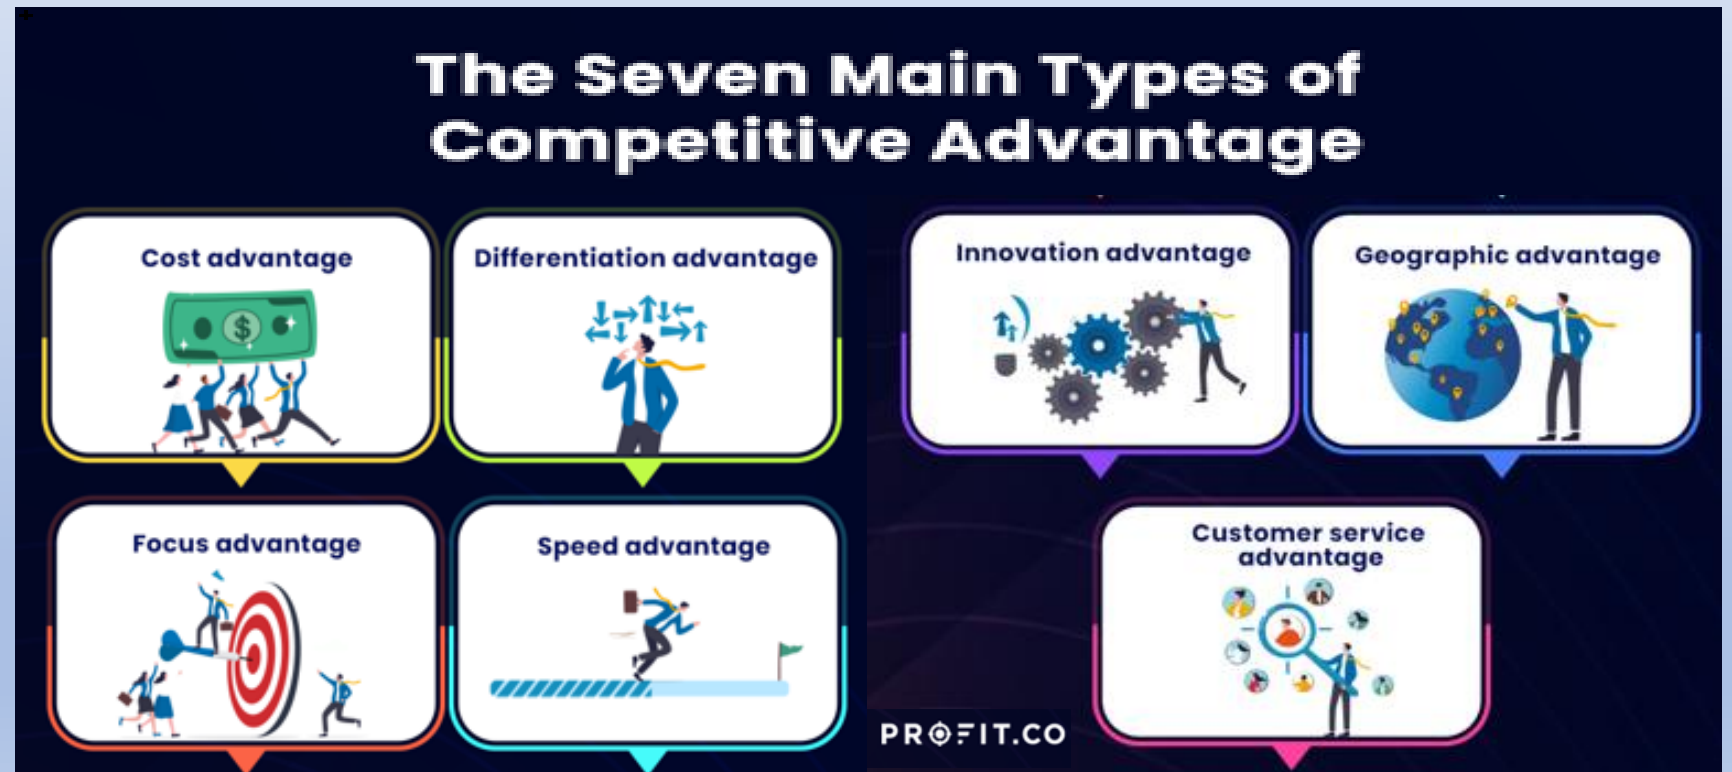 The Seven Main Types of
Competitive Advantage
Cost advantage
Differentiation advantage
Innovation advantage
Geographic advantage
$
Focus advantage
Speed advantage
Customer service
advantage
PROFIT.CO